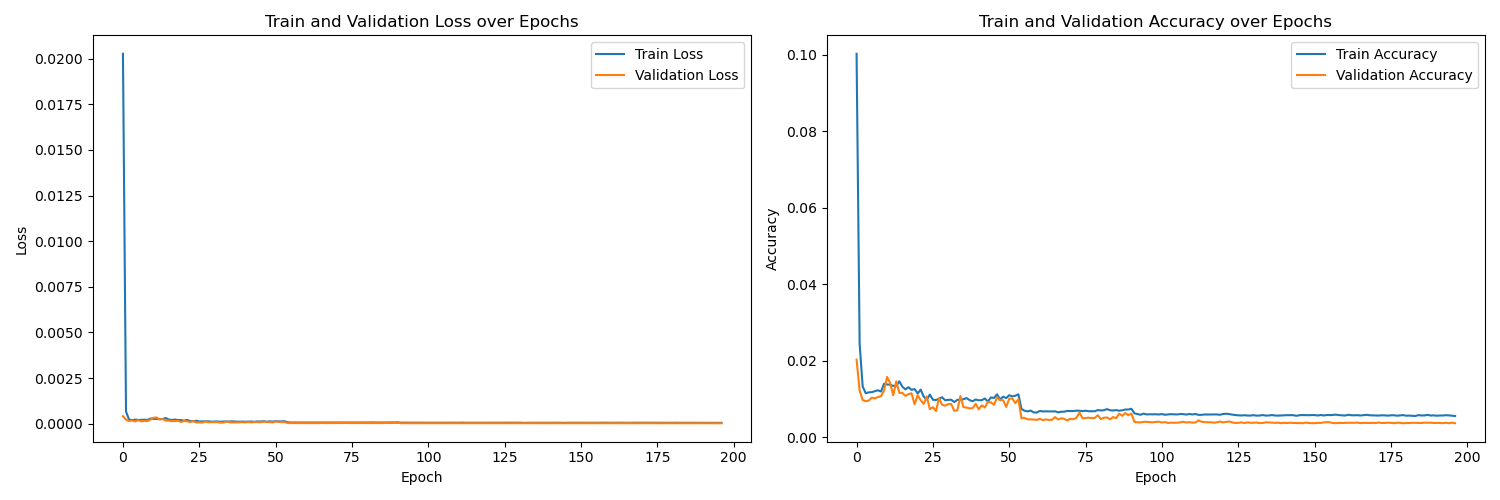 Train and Validation Loss over Epochs
Train Loss
Validation Loss
0.0200
0.0175
0.0150
0.0125
0.0100
0.0075
0.0050
0.0025
0.0000
Loss
0 25 50 75 100 125 150 175 200
Epoch
Train and Validation Accuracy over Epochs
Train Accuracy
Validation Accuracy
0.10
0.08
0.06
0.04
0.02
0.00
Accuracy
0 25 50 75 100 125 150 175 200
Epoch